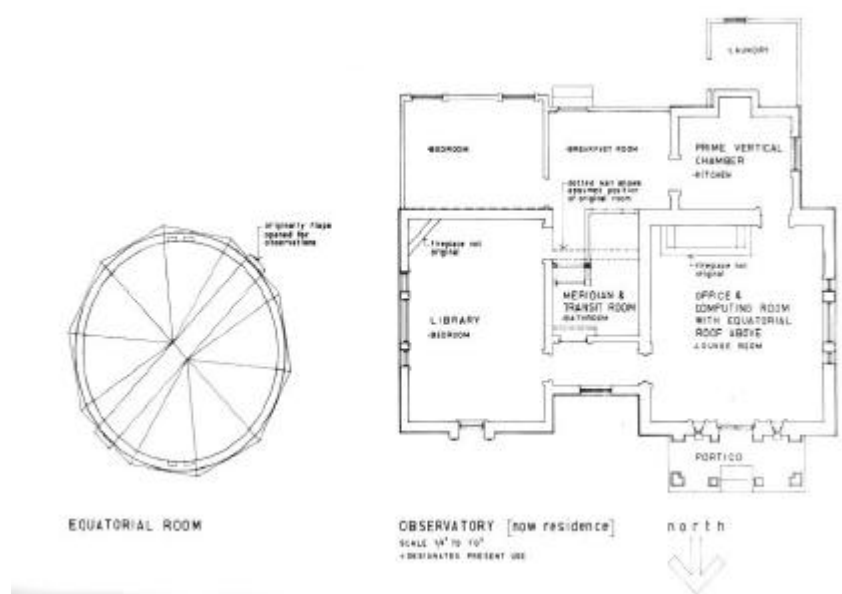 LAUNDRY
-BEDROOM
-BREAKFAST ROOM
PRIME VERTICAL
CHAMBER
-KITCHEN
dotted wall shows
assumed position
of original room
originally flaps
opened for
observations
fireplace not
original
fireplace not
original
LIBRARY
-BEDROOM
MERIDIAN &
TRANSIT ROOM
-BATHROOM
OFFICE &
COMPUTING ROOM
WITH EQUATORIAL
ROOF ABOVE
-LOUNGE ROOM
PORTICO
EQUATORIAL ROOM
OBSERVATORY [now residence]
SCALE 1/4" TO 1'0"
- DESIGNATES PRESENT USE
north